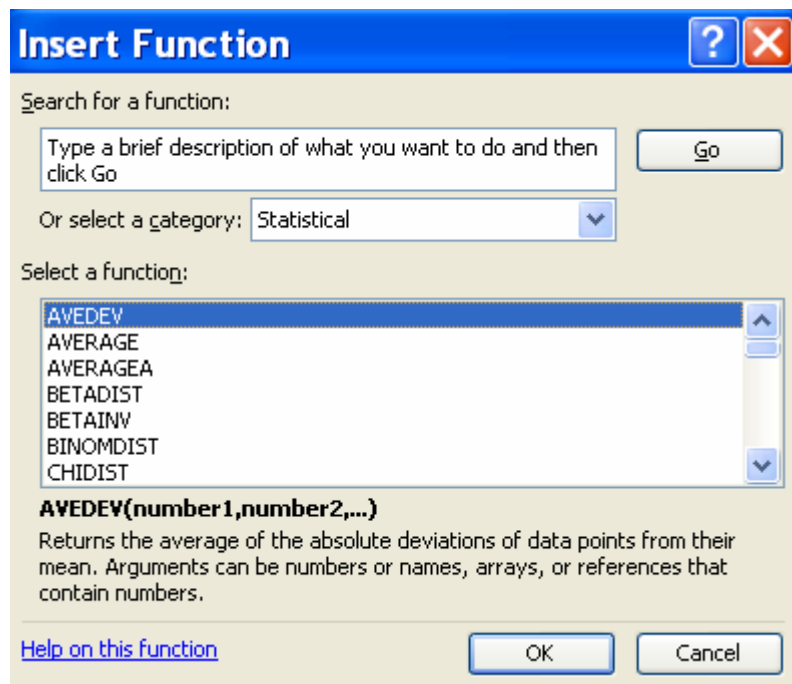 Insert Function
Search for a function:
Type a brief description of what you want to do and then
click Go
Go
Or select a category: Statistical
Select a function:
AVEDEV
AVERAGE
AVERAGEA
BETADIST
BETAINV
BINOMDIST
CHIDIST
AVEDEV(number1,number2,...)
Returns the average of the absolute deviations of data points from their
mean. Arguments can be numbers or names, arrays, or references that
contain numbers.
Help on this function OK Cancel